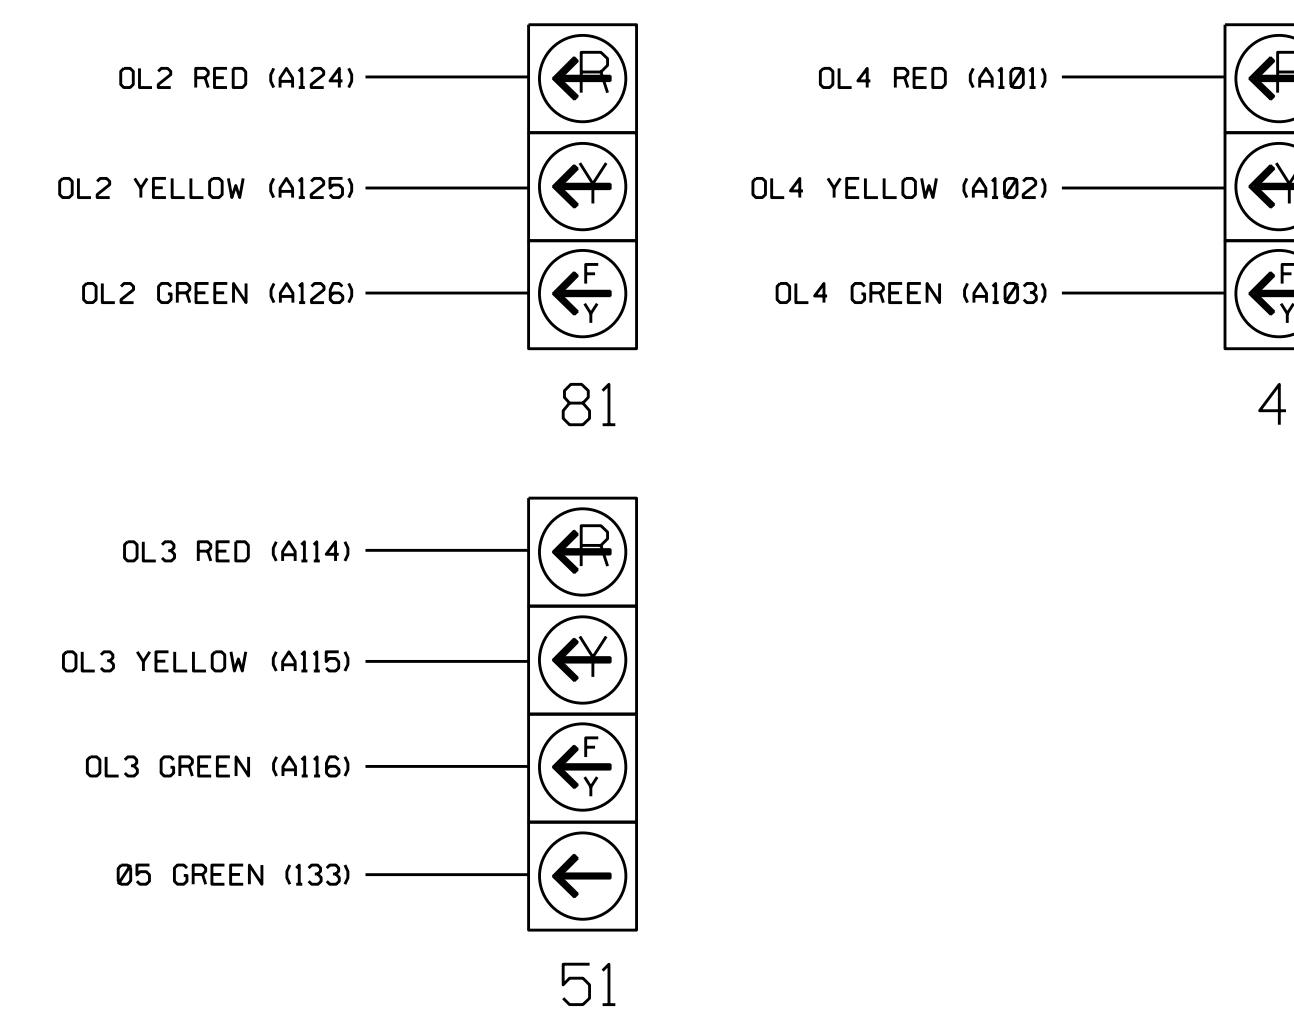 OL2 RED (A124)
R
OL2 YELLOW (A125)
Y
OL2 GREEN (A126)
F
Y
81
OL4 RED (A101)
OL4 YELLOW (A102)
Y
OL4 GREEN (A103)
F
Y
4
OL3 RED (A114)
R
OL3 YELLOW (A115)
Y
OL3 GREEN (A116)
F
Y
Ø5 GREEN (133)
51